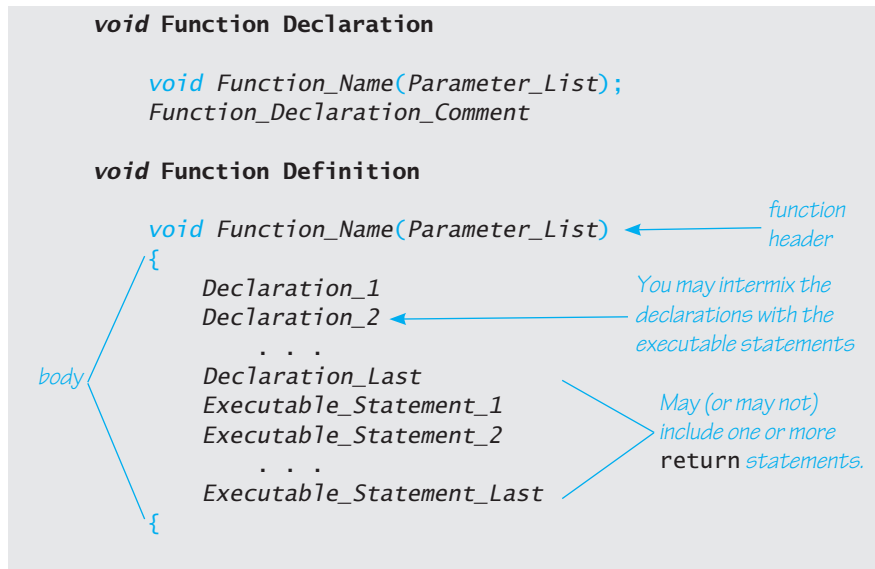 void Function Declaration
void Function_Name(Parameter_List);
Function_Declaration_Comment
void Function Definition
void Function_Name(Parameter_List)
function
header
{
Declaration_1
Declaration_2
. . .
Declaration_Last
Executable_Statement_1
Executable_Statement_2
. . .
Executable_Statement_Last
{
body
You may intermix the
declarations with the
executable statements
May (or may not)
include one or more
return statements.